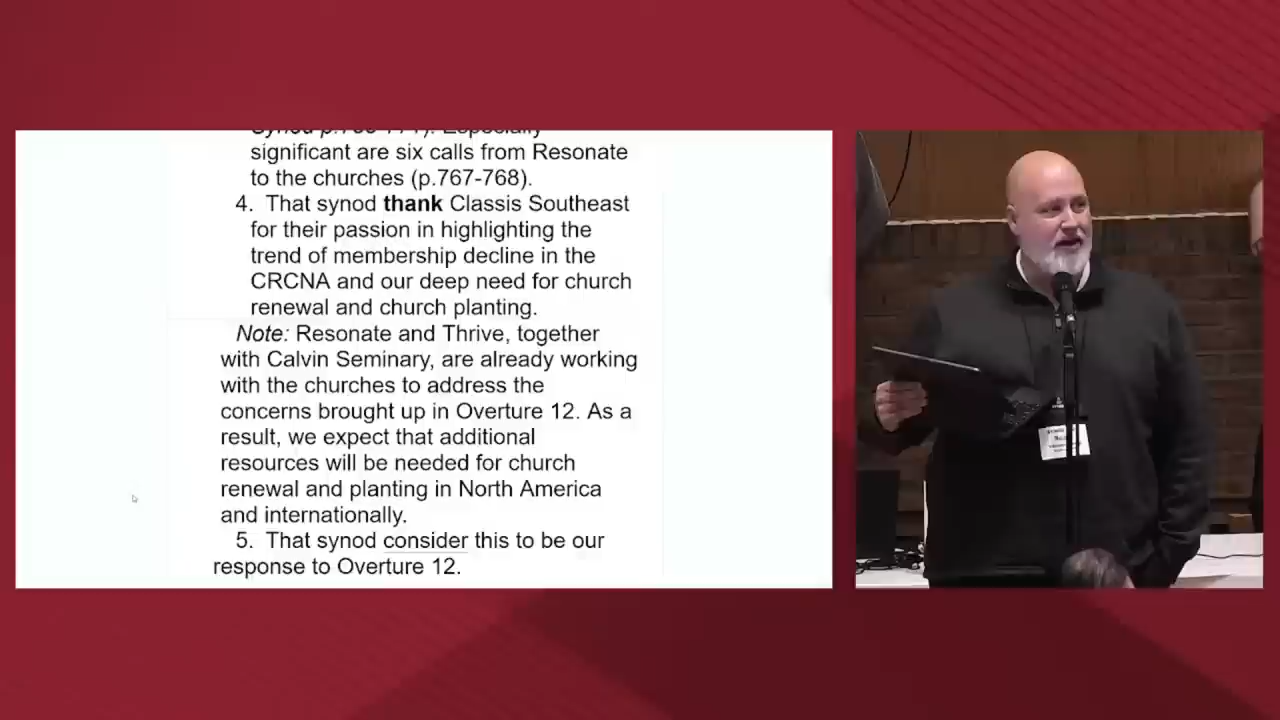 Synod p.
Especially
significant are six calls from Resonate
to the churches (p.767-768).
4. That synod thank Classis Southeast
for their passion in highlighting the
trend of membership decline in the
CRCNA and our deep need for church
renewal and church planting.
Note: Resonate and Thrive, together
with Calvin Seminary, are already working
with the churches to address the
concerns brought up in Overture 12. As a
result, we expect that additional
resources will be needed for church
renewal and planting in North America
and internationally.
5. That synod consider this to be our
response to Overture 12.